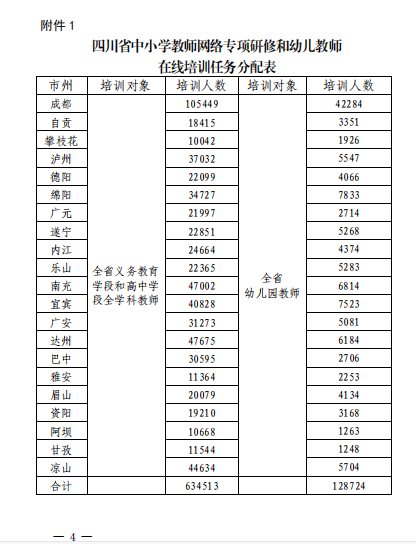 附件 1
四川省中小学教师网络专项研修和幼儿教师
在线培训任务分配表
市州 培训对象 培训人数 培训对象 培训人数
成都 105449 42284
自贡 18415 3351
攀枝花 10042 1926
泸州 37032 5547
德阳 22099 4066
绵阳 34727 7833
广元 21997 2714
遂宁 22851 5268
内江 24664 4374
乐山 22365 5283
全省义务教育
学段和高中学
段全学科教师
全省
幼儿园教师
南充 47002 6814
宜宾 40828 7523
广安 31273 5081
达州 47675 6184
巴中 30595 2706
雅安 11364 2253
眉山 20079 4134
资阳 19210 3168
阿坝 10668 1263
甘孜 11544 1248
凉山 44634 5704
合计 634513 128724
— 4 —